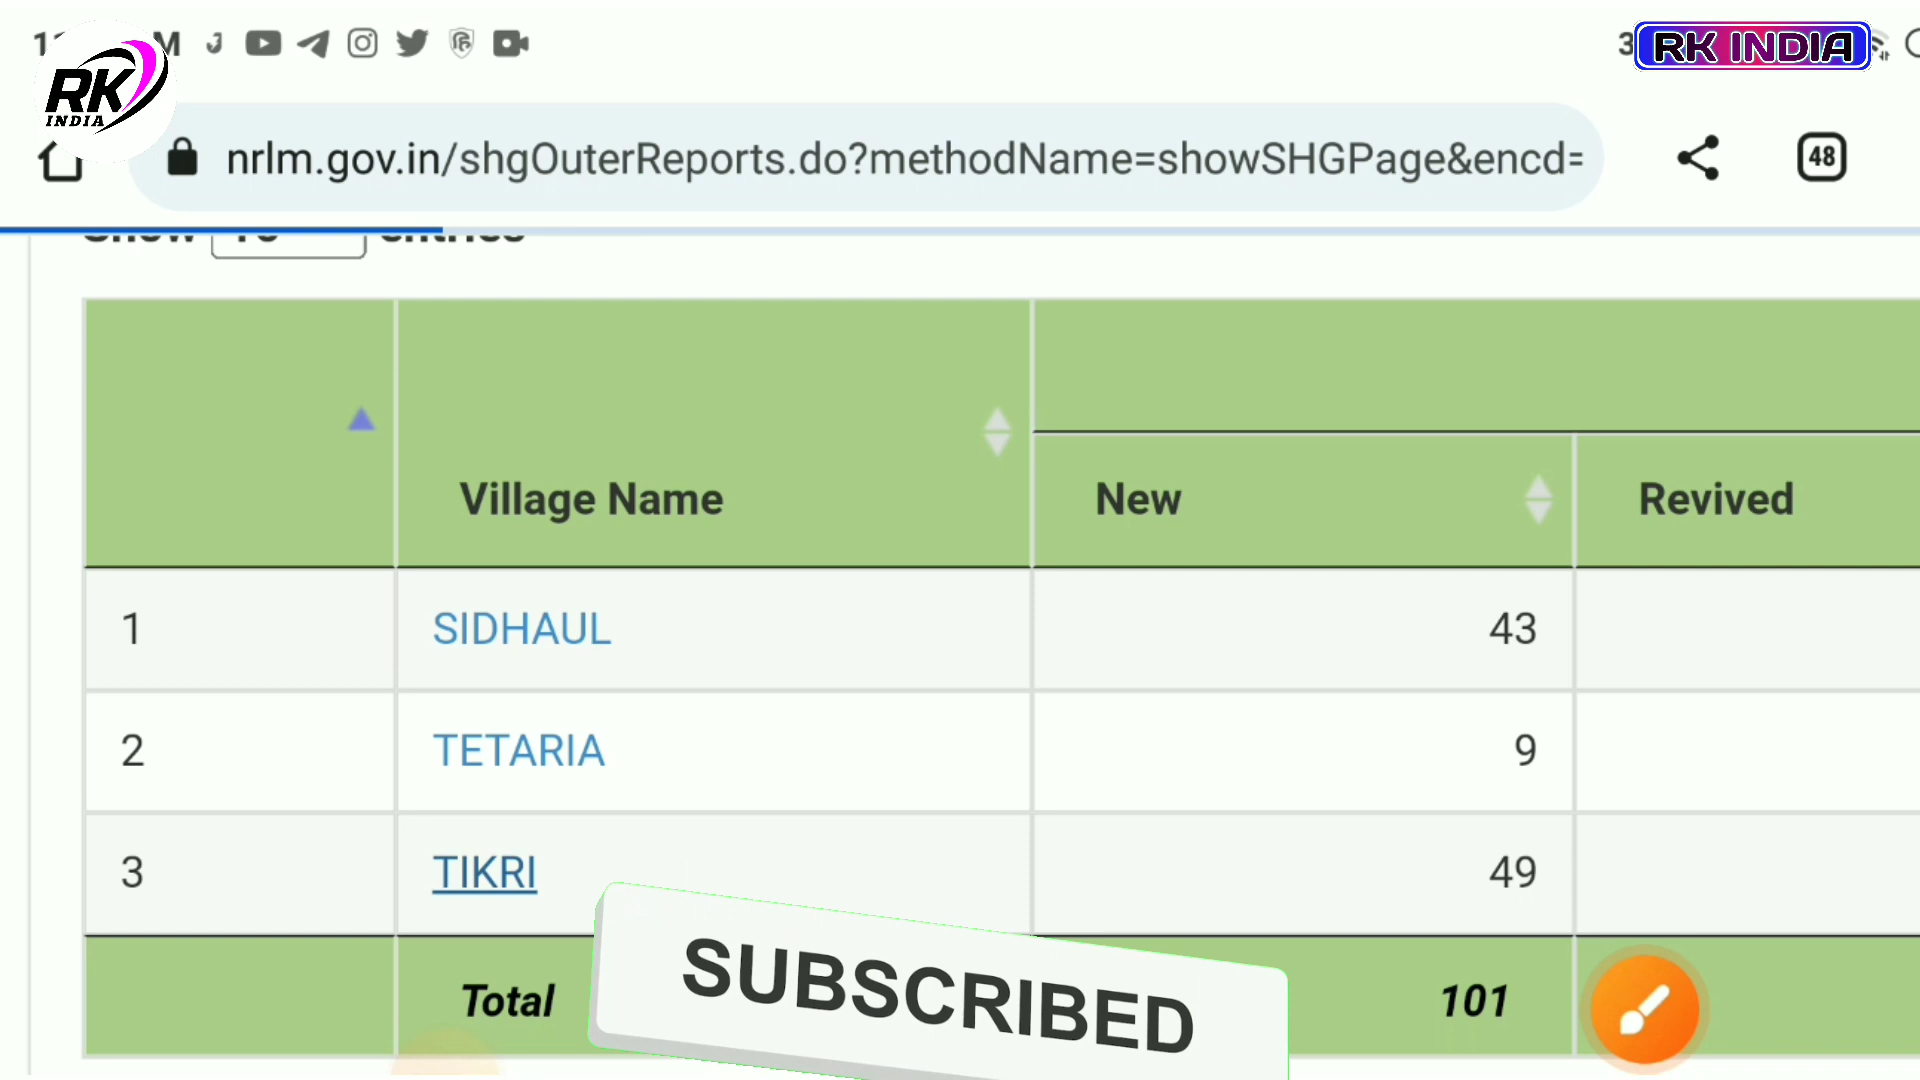 RK INDIA
RK
INDIA
nrlm.gov.in/shgOuterReports.do?methodName=showSHGPage&encd=
48
Village Name
New
Revived
1 SIDHAUL 43
2 TETARIA 9
3 TIKRI 49
Total 101
SUBSCRIBED